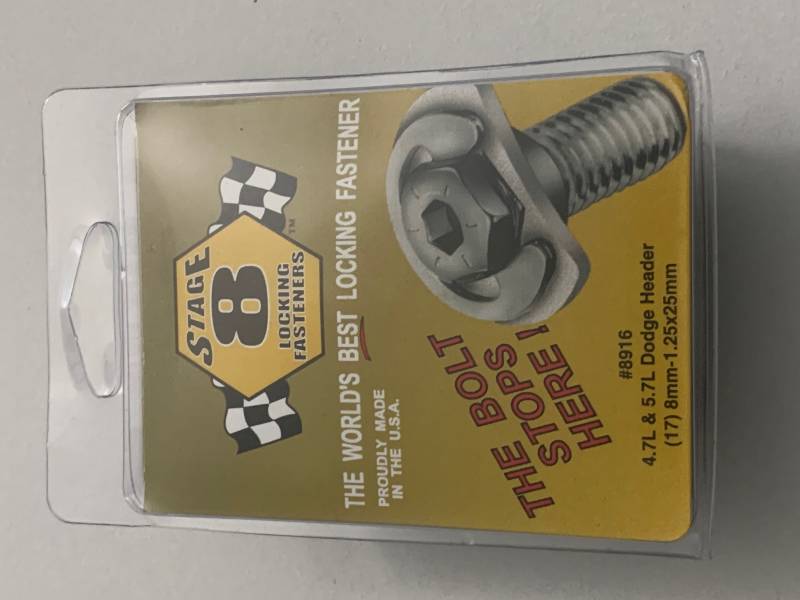 STAGE
8
LOCKING
FASTENERS
TM
THE WORLD'S BEST LOCKING FASTENER
PROUDLY MADE
IN THE U.S.A.
THE BOLT
STOPS
HERE!
#8916
4.7L & 5.7L Dodge Header
(17) 8mm-1.25x25mm